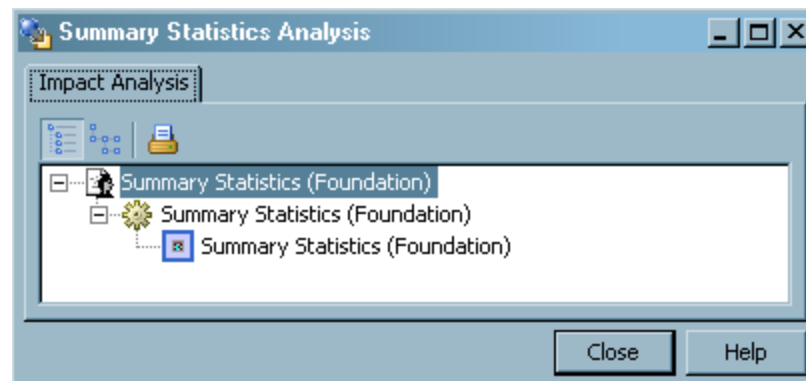 Summary Statistics Analysis
Impact Analysis
Summary Statistics (Foundation)
Summary Statistics (Foundation)
Summary Statistics (Foundation)
Close Help